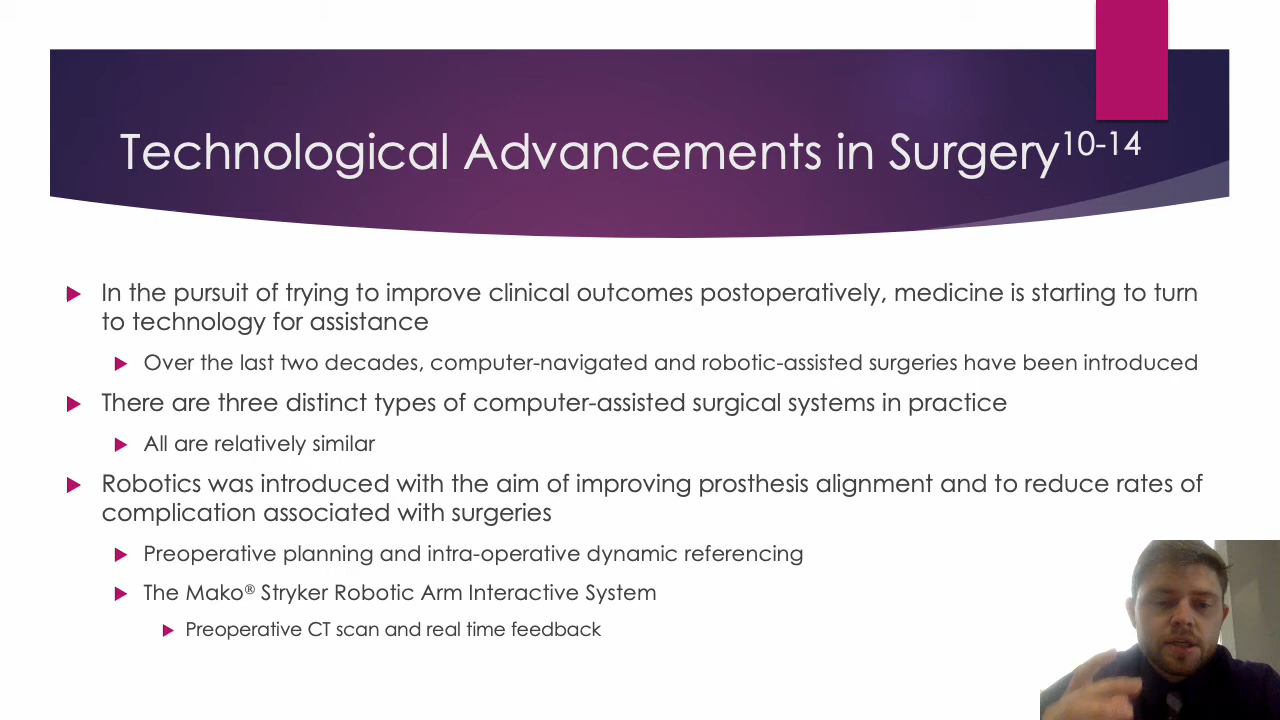 Technological Advancements in Surgery10-14
In the pursuit of trying to improve clinical outcomes postoperatively, medicine is starting to turn
to technology for assistance
Over the last two decades, computer-navigated and robotic-assisted surgeries have been introduced
There are three distinct types of computer-assisted surgical systems in practice
All are relatively similar
Robotics was introduced with the aim of improving prosthesis alignment and to reduce rates of
complication associated with surgeries
Preoperative planning and intra-operative dynamic referencing
The Mako® Stryker Robotic Arm Interactive System
Preoperative CT scan and real time feedback